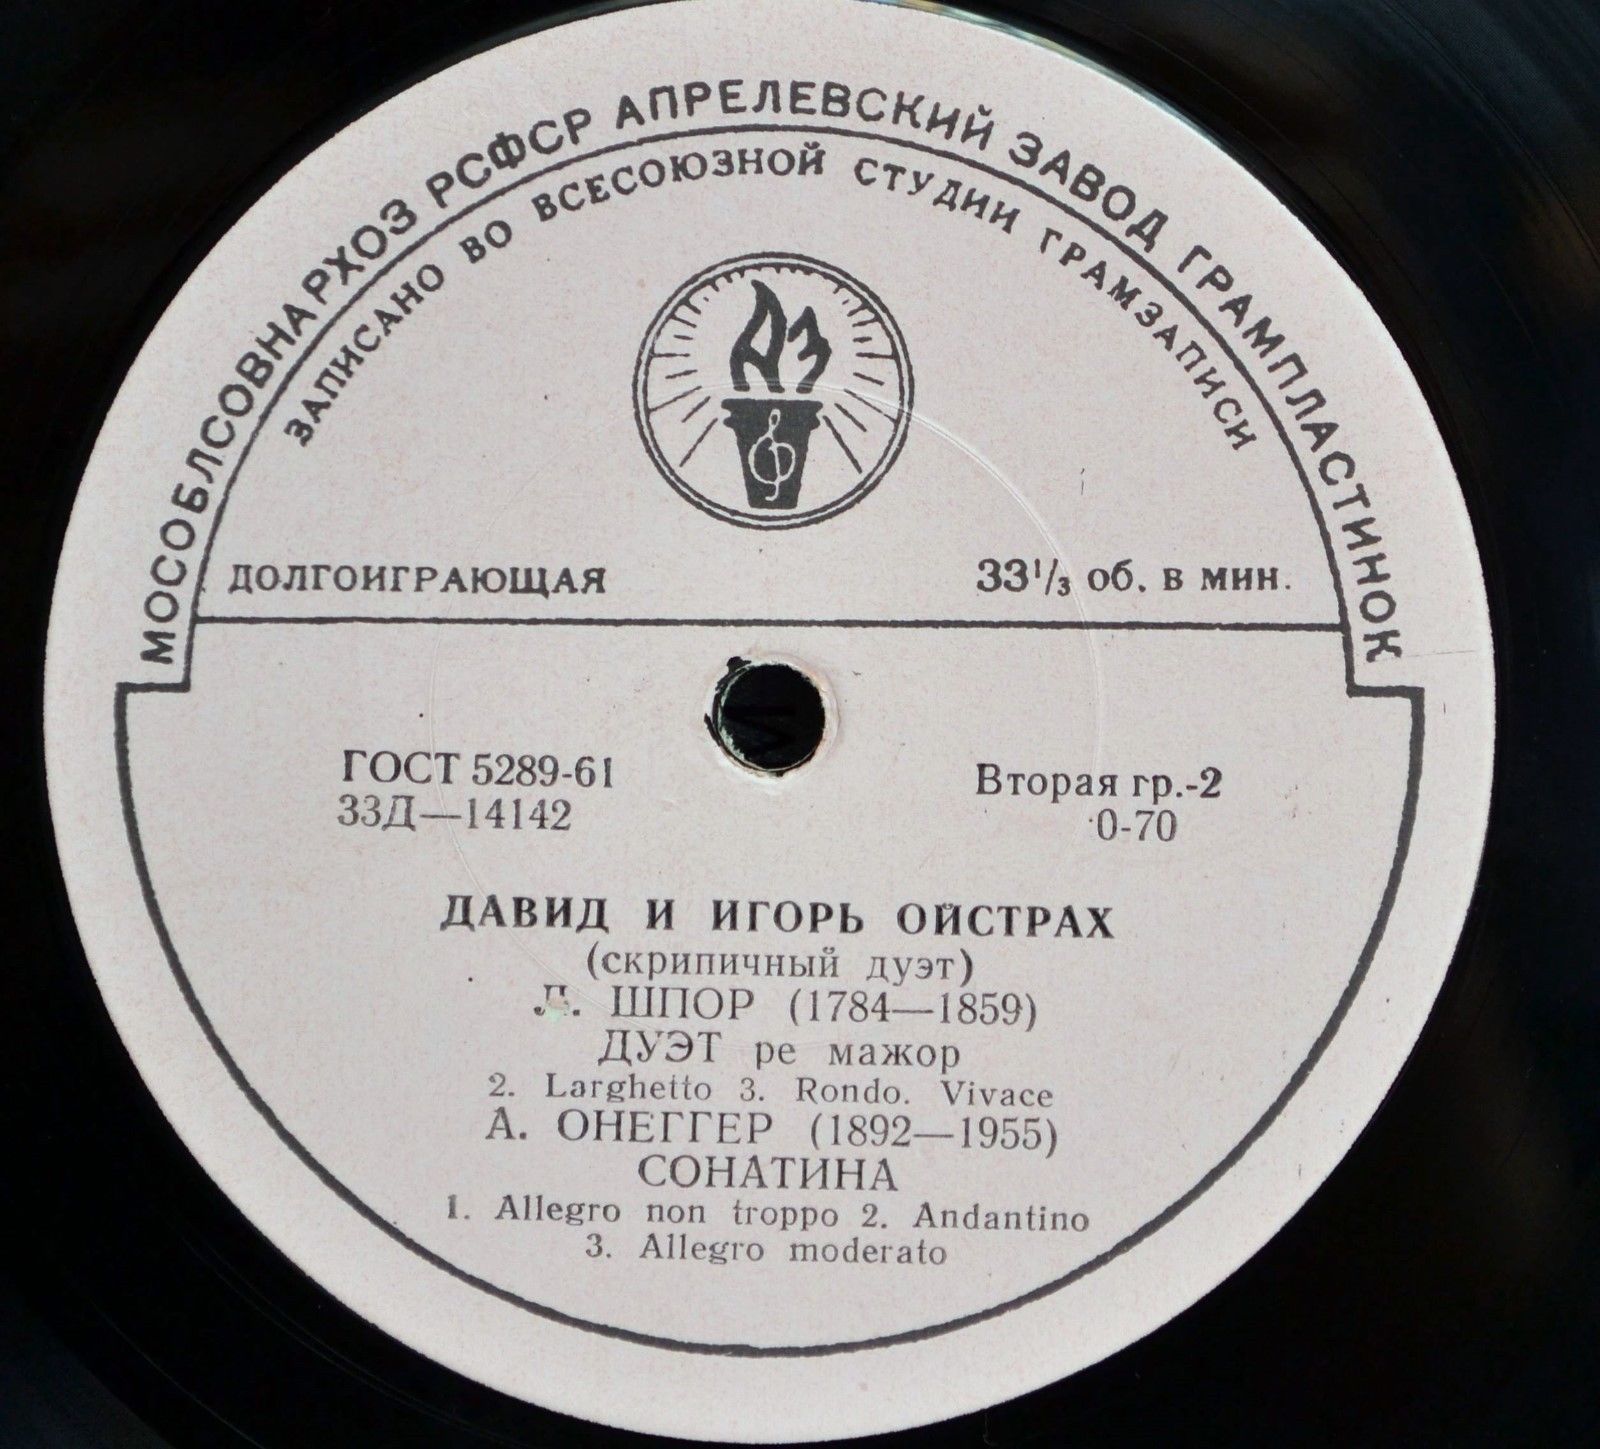 МОСОБЛСОВНАРХОЗ РСФСР АПРЕЛЕВСКИЙ ЗАВОД ГРАМПЛАСТИНОК
ЗАПИСАНО ВО ВСЕСОЮЗНОЙ СТУДИИ ГРАМЗАПИСИ
АЗ
ДОЛГОИГРАЮЩАЯ 33⅓ об. в мин.
ГОСТ 5289-61 Вторая гр.-2
33Д—14142 0-70
ДАВИД И ИГОРЬ ОЙСТРАХ
(скрипичный дуэт)
Л. ШПОР (1784—1859)
ДУЭТ ре мажор
2. Larghetto 3. Rondo. Vivace
А. ОНЕГГЕР (1892—1955)
СОНАТИНА
1. Allegro non troppo 2. Andantino
3. Allegro moderato